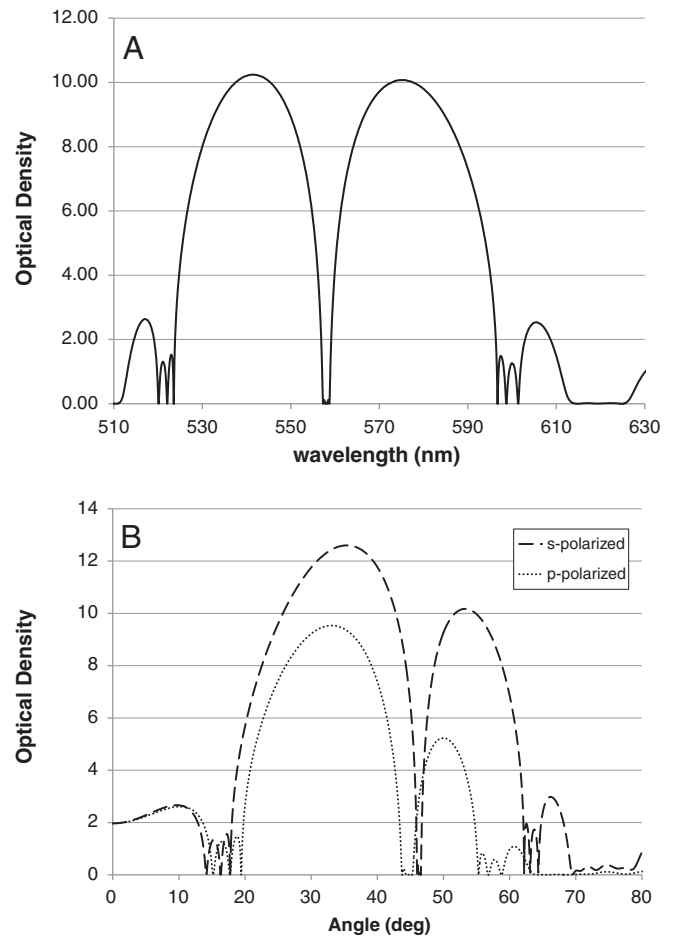 12.00
A
10.00
8.00
6.00
4.00
2.00
0.00
Optical Density
510 530 550 570 590 610 630
wavelength (nm)
14
B
12
10
8
6
4
2
0
Optical Density
s-polarized
p-polarized
0 10 20 30 40 50 60 70 80
Angle (deg)